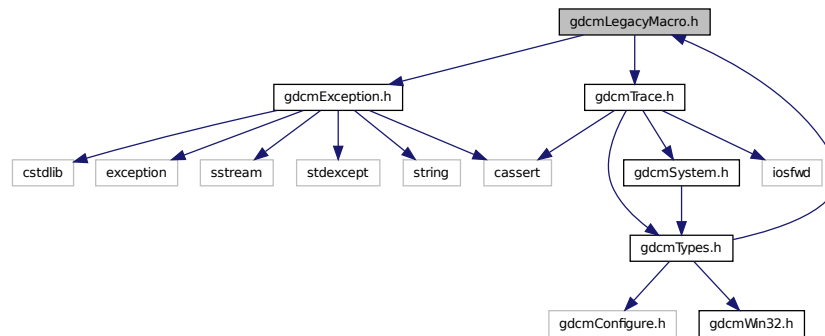 gdcmLegacyMacro.h
gdcmException.h
gdcmTrace.h
cstdlib
exception
sstream
stdexcept
string
cassert
gdcmSystem.h
iosfwd
gdcmTypes.h
gdcmConfigure.h
gdcmWin32.h